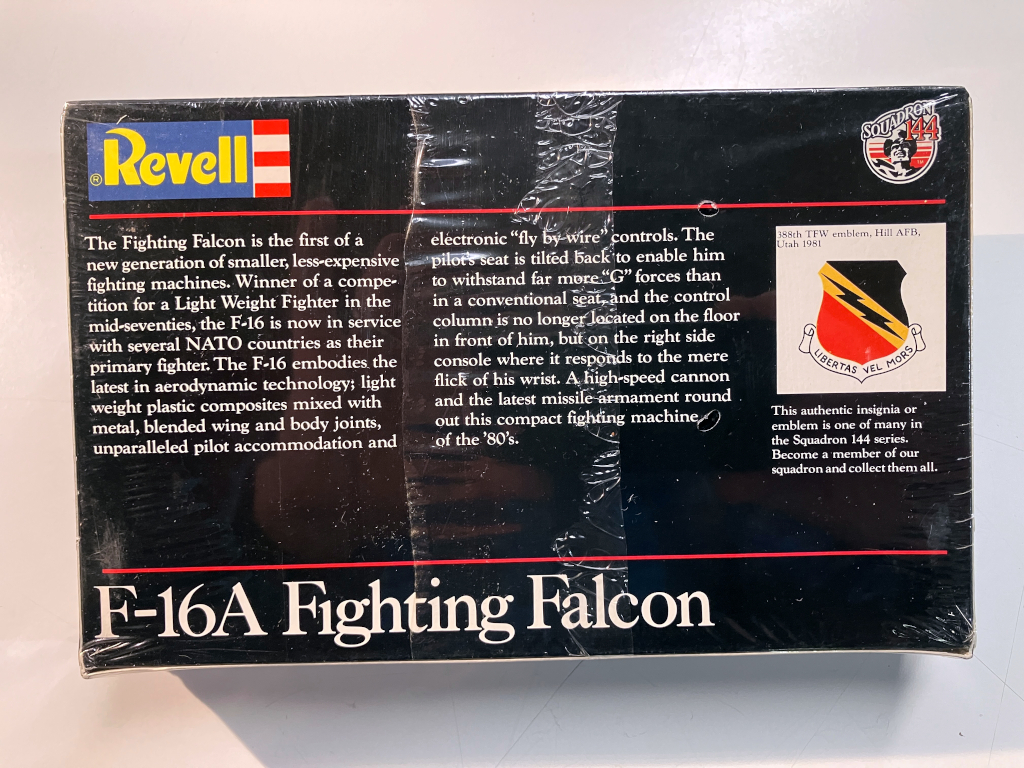 ® Revell
SQUADRON
144
TM
The Fighting Falcon is the first of a
new generation of smaller, less-expensive
fighting machines. Winner of a compe-
tition for a Light Weight Fighter in the
mid-seventies, the F-16 is now in service
with several NATO countries as their
primary fighter. The F-16 embodies the
latest in aerodynamic technology; light
weight plastic composites mixed with
metal, blended wing and body joints,
unparalleled pilot accommodation and
electronic “fly by wire” controls. The
pilot's seat is tilted back to enable him
to withstand far more “G” forces than
in a conventional seat, and the control
column is no longer located on the floor
in front of him, but on the right side
console where it responds to the mere
flick of his wrist. A high-speed cannon
and the latest missile armament round
out this compact fighting machine
of the '80's.
388th TFW emblem, Hill AFB,
Utah 1981
LIBERTAS VEL MORS
This authentic insignia or
emblem is one of many in
the Squadron 144 series.
Become a member of our
squadron and collect them all.
F-16A Fighting Falcon